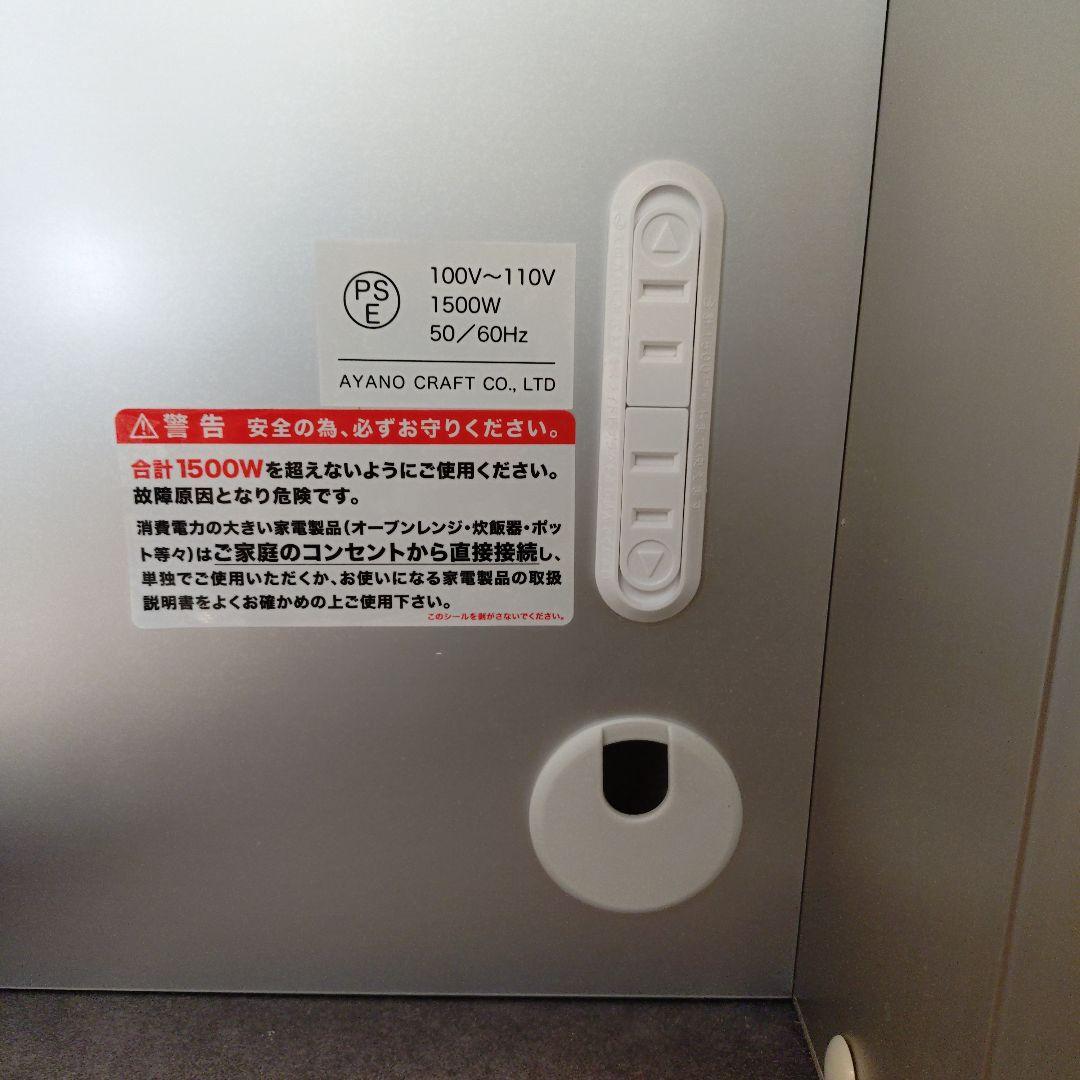 PS
E
100V～110V
1500W
50／60Hz
AYANO CRAFT CO., LTD
警告 安全の為、必ずお守りください。
合計1500Wを超えないようにご使用ください。
故障原因となり危険です。
消費電力の大きい家電製品(オーブンレンジ・炊飯器・ポッ
ト等々)はご家庭のコンセントから直接接続し、
単独でご使用いただくか、お使いになる家電製品の取扱
説明書をよくお確かめの上ご使用下さい。
このシールを剥がさないでください。